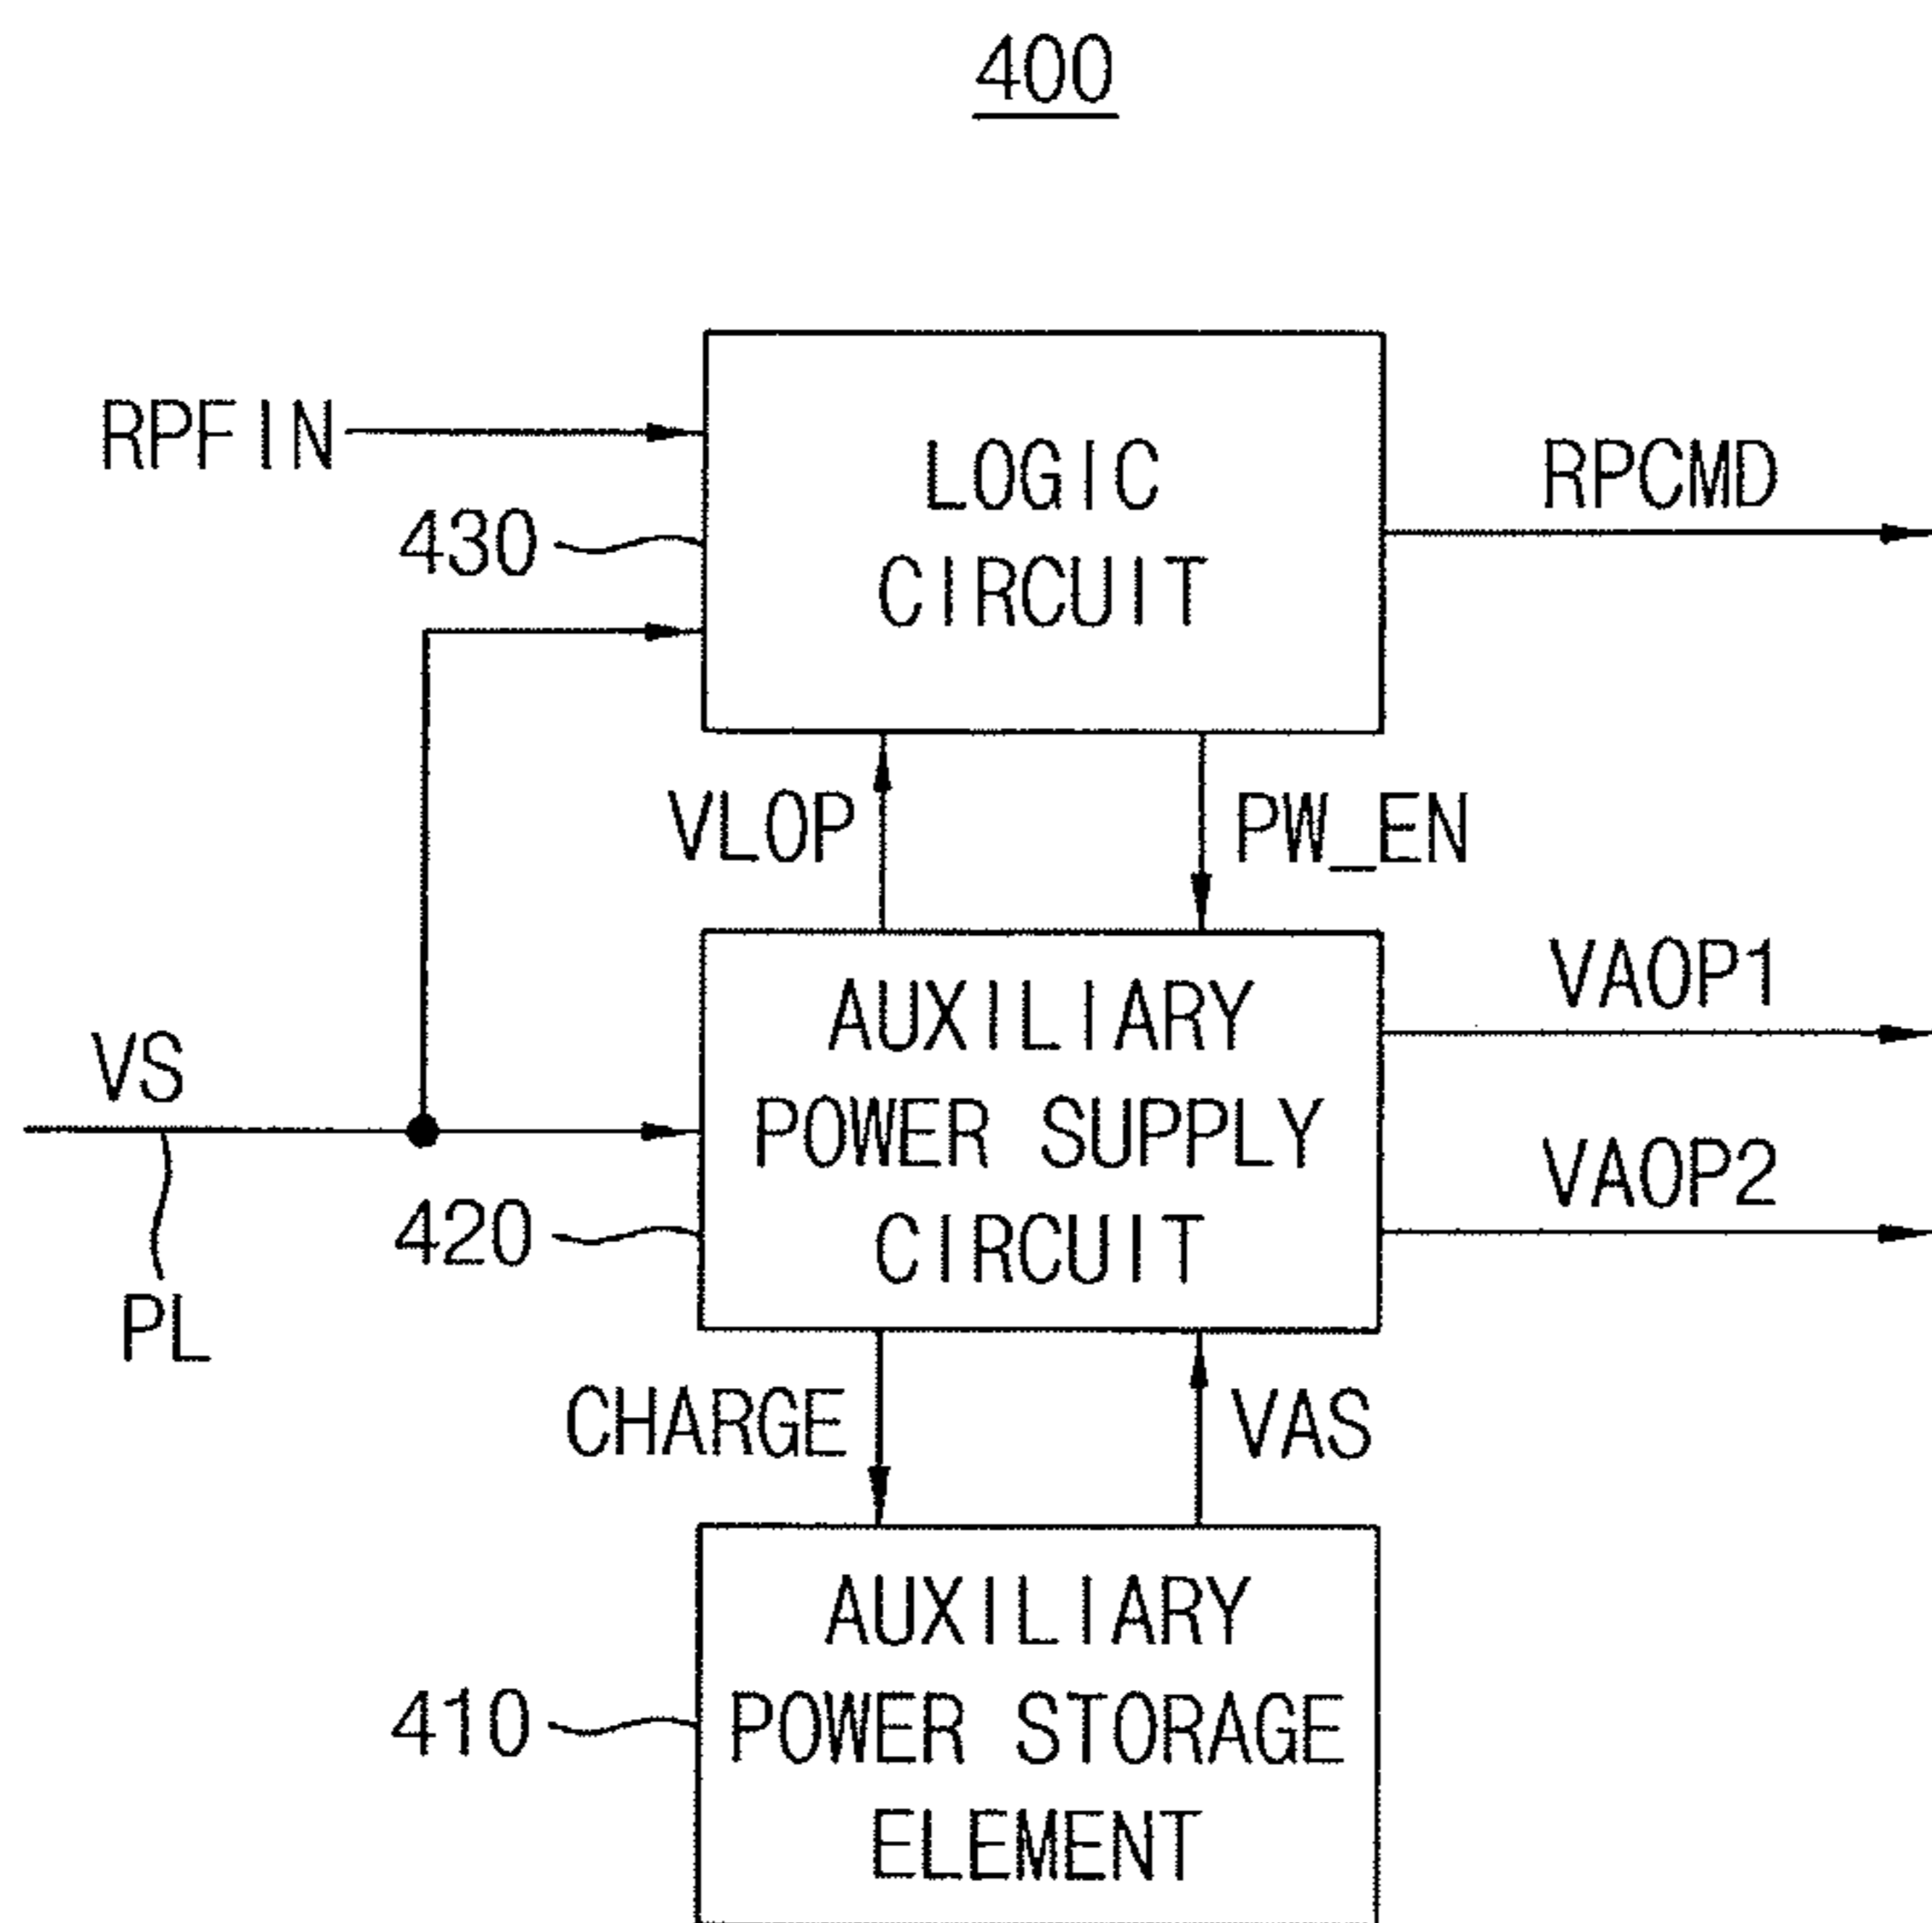 400
RPFIN
LOGIC
CIRCUIT
430
RPCMD
VLOP
PW_EN
AUXILIARY
POWER SUPPLY
CIRCUIT
VAOP1
VS
VAOP2
420
PL
CHARGE
VAS
AUXILIARY
POWER STORAGE
ELEMENT
410